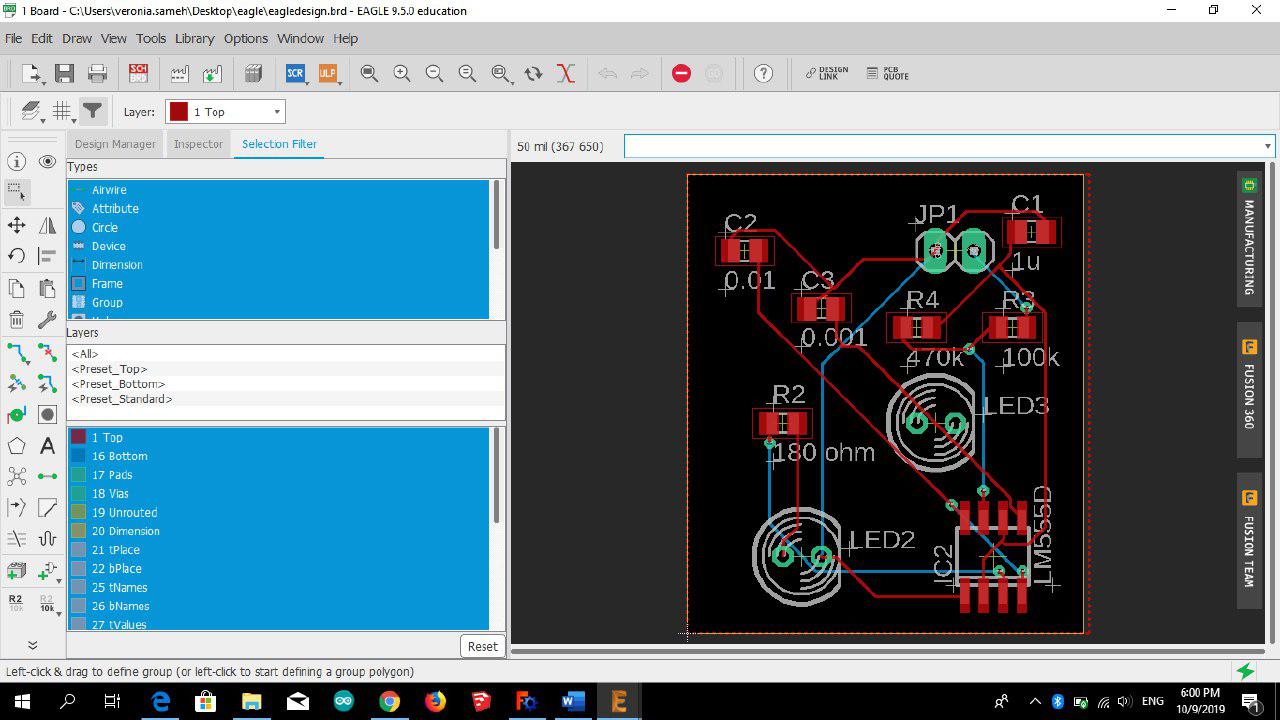 1 Board - C:\Users\veronia.sameh\Desktop\eagle\eagledesign.brd - EAGLE 9.5.0 education
File Edit Draw View Tools Library Options Window Help
SCH
BRD
SCR
ULP
DESIGN
LINK
PCB
QUOTE
Layer: 1 Top
Design Manager Inspector Selection Filter
50 mil (367 650)
Types
Airwire
Attribute
Circle
Device
Dimension
Frame
Group
Layers
<All>
<Preset_Top>
<Preset_Bottom>
<Preset_Standard>
1 Top
16 Bottom
17 Pads
18 Vias
19 Unrouted
20 Dimension
21 tPlace
22 bPlace
25 tNames
26 bNames
27 tValues
R2
10k
R2
10k
Reset
C2
0.01
C3
0.001
JP1
C1
1u
R4
470k
R3
100k
R2
180 ohm
LED3
LED2
IC2
LM555D
MANUFACTURING
FUSION 360
FUSION TEAM
Left-click & drag to define group (or left-click to start defining a group polygon)
ENG
6:00 PM
10/9/2019